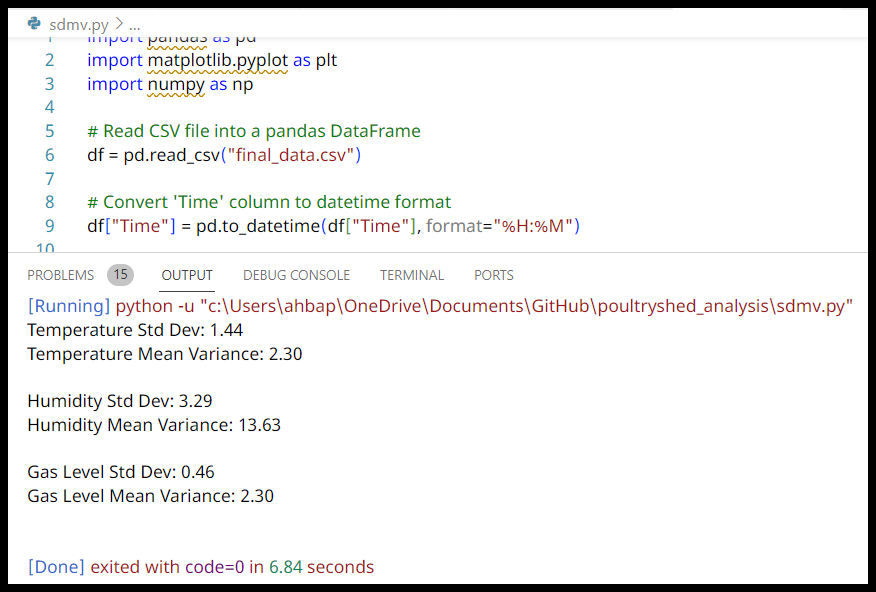 sdmv.py > ...
1 import pandas as pd
2 import matplotlib.pyplot as plt
3 import numpy as np
4
5 # Read CSV file into a pandas DataFrame
6 df = pd.read_csv("final_data.csv")
7
8 # Convert 'Time' column to datetime format
9 df["Time"] = pd.to_datetime(df["Time"], format="%H:%M")
10
PROBLEMS 15 OUTPUT DEBUG CONSOLE TERMINAL PORTS
[Running] python -u "c:\Users\ahbap\OneDrive\Documents\GitHub\poultryshed_analysis\sdmv.py"
Temperature Std Dev: 1.44
Temperature Mean Variance: 2.30
Humidity Std Dev: 3.29
Humidity Mean Variance: 13.63
Gas Level Std Dev: 0.46
Gas Level Mean Variance: 2.30
[Done] exited with code=0 in 6.84 seconds